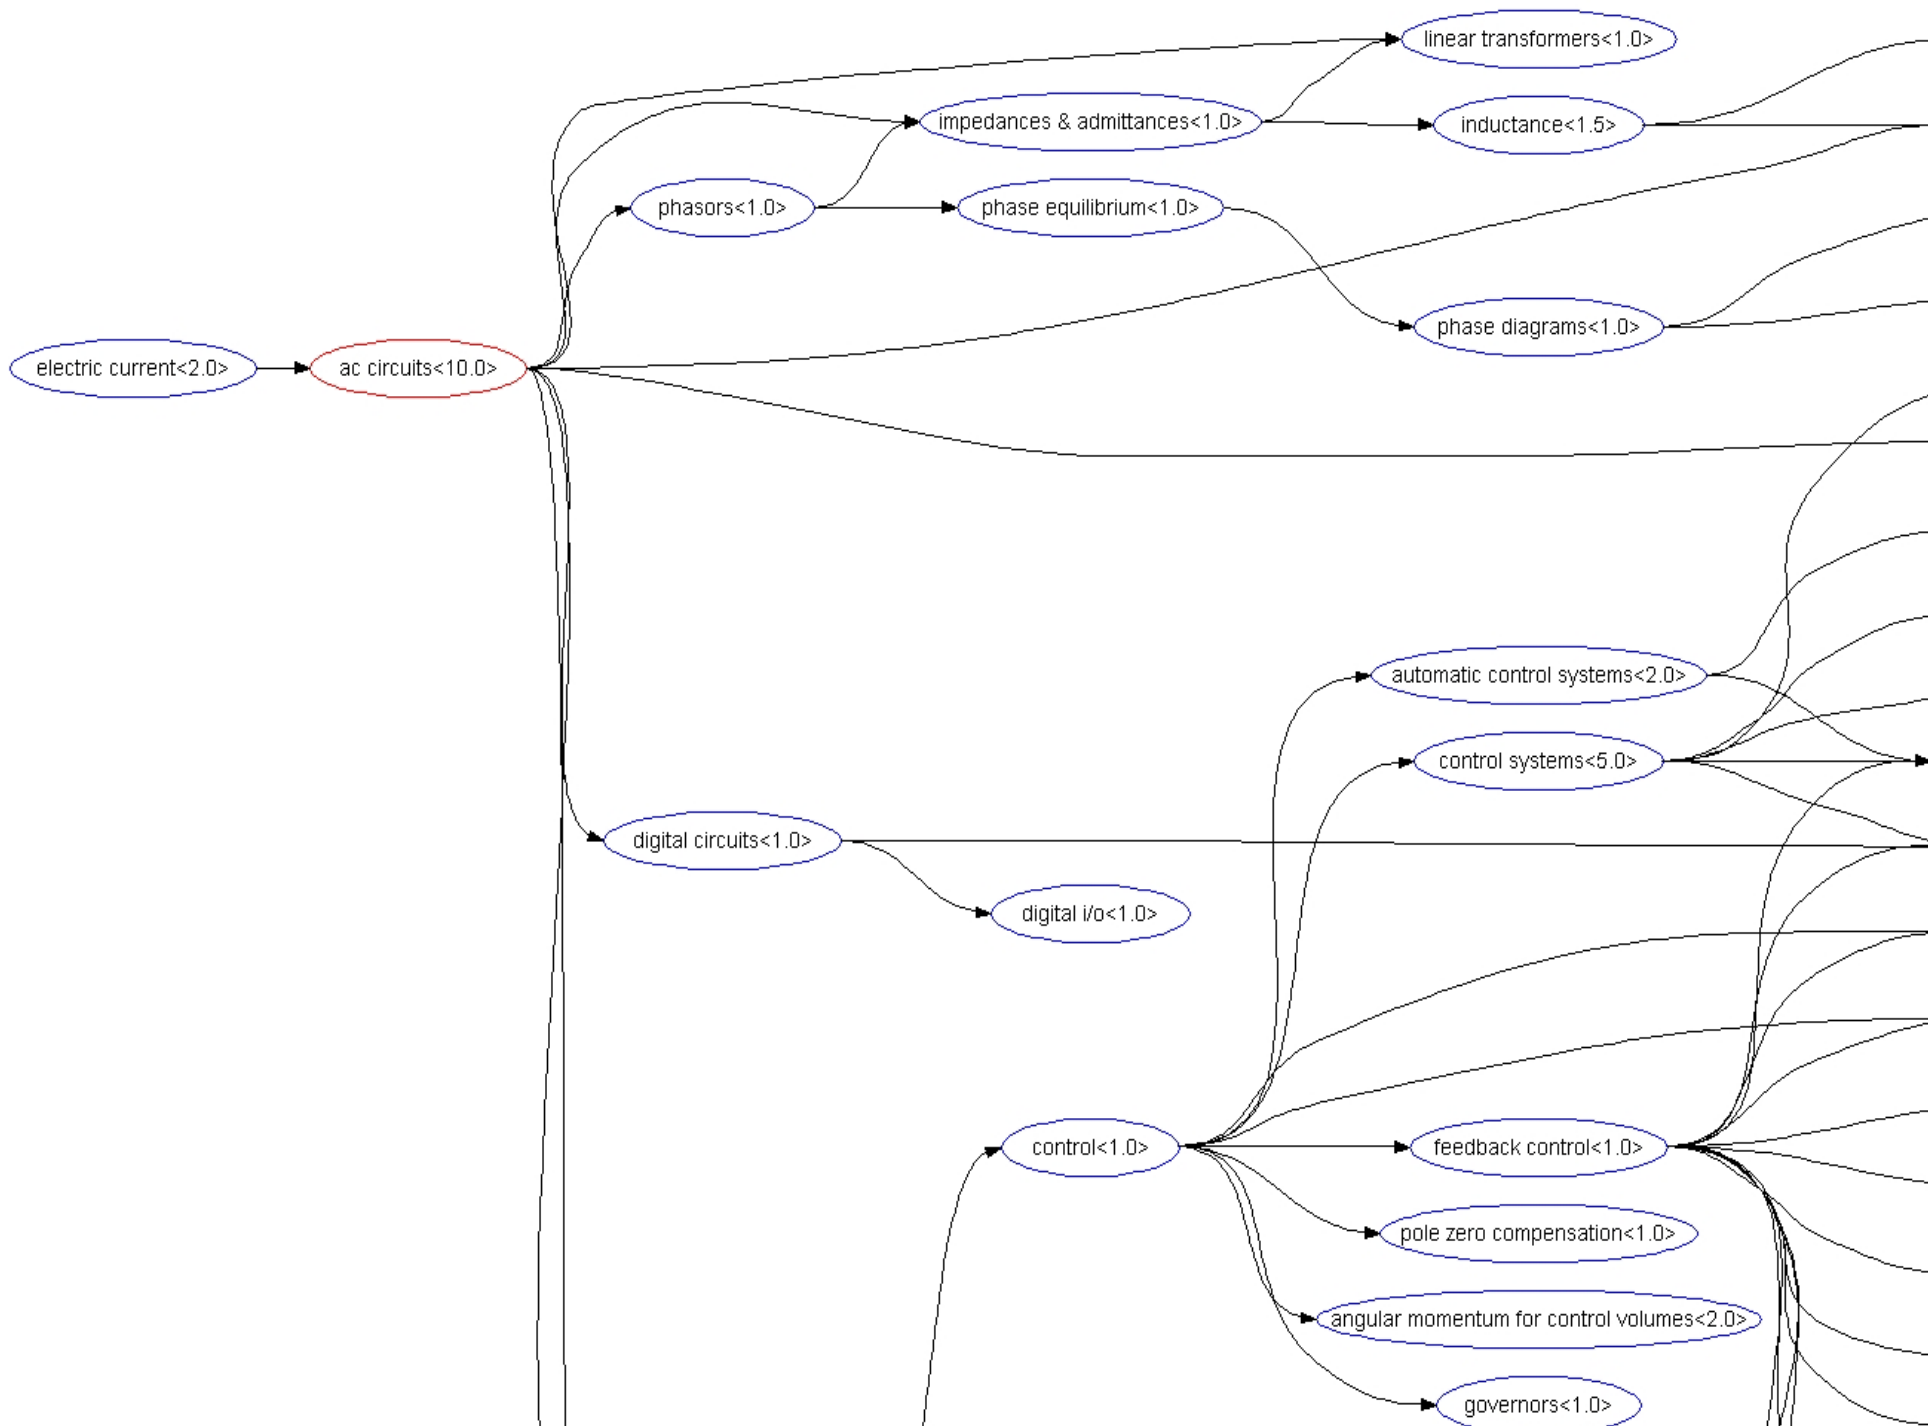 linear transformers<1.0>
impedances & admittances<1.0>
inductance<1.5>
phasors<1.0>
phase equilibrium<1.0>
phase diagrams<1.0>
electric current<2.0>
ac circuits<10.0>
automatic control systems<2.0>
control systems<5.0>
digital circuits<1.0>
digital i/o<1.0>
control<1.0>
feedback control<1.0>
pole zero compensation<1.0>
angular momentum for control volumes<2.0>
governors<1.0>